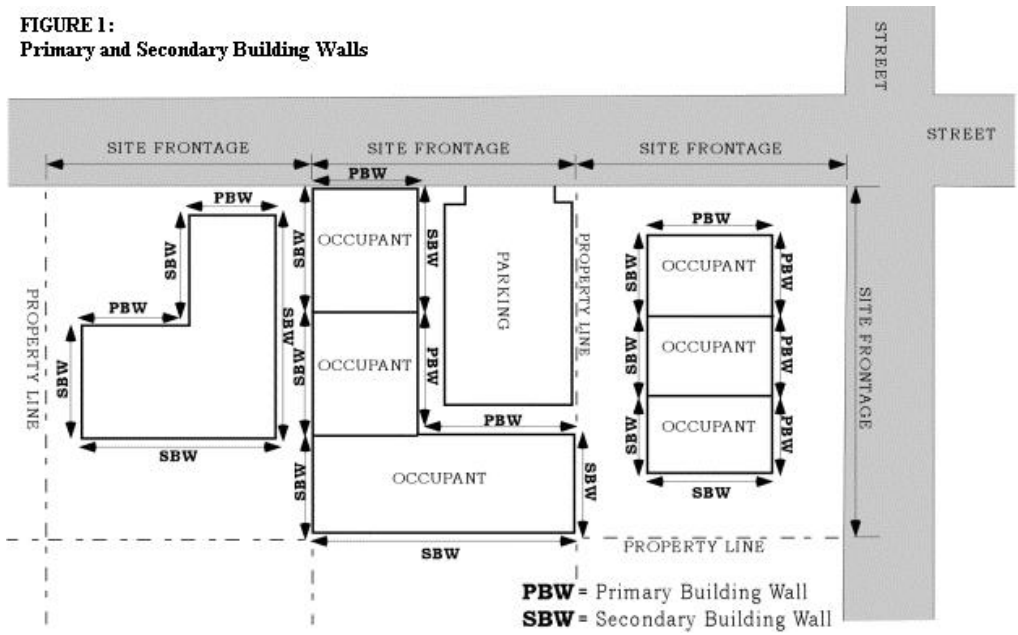 FIGURE 1:
Primary and Secondary Building Walls
STREET
STREET
SITE FRONTAGE
SITE FRONTAGE
SITE FRONTAGE
PBW
PBW
SBW
PBW
SBW
SBW
SBW
PROPERTY LINE
PBW
SBW
OCCUPANT
SBW
SBW
OCCUPANT
PBW
PBW
SBW
OCCUPANT
SBW
SBW
PARKING
PROPERTY LINE
PBW
SBW
OCCUPANT
PBW
SBW
OCCUPANT
PBW
SBW
OCCUPANT
PBW
SBW
SITE FRONTAGE
PROPERTY LINE
PBW = Primary Building Wall
SBW = Secondary Building Wall